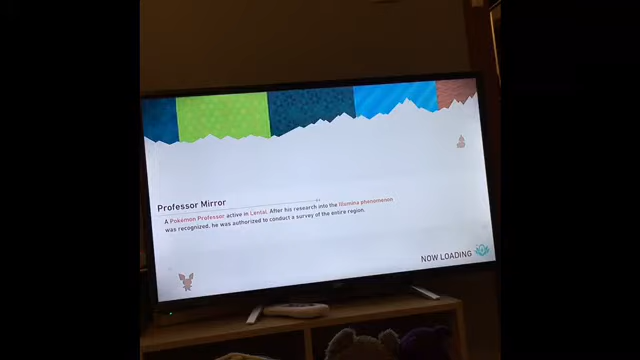 Professor Mirror
A Pokémon Professor active in Lental. After his research into the Illumina phenomenon
was recognized, he was authorized to conduct a survey of the entire region.
NOW LOADING